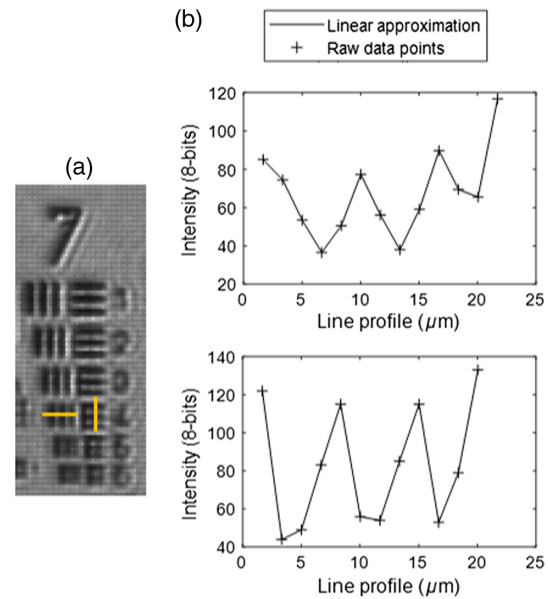 (b)
Linear approximation
Raw data points
(a)
7
1
2
3
4
5
6
120
100
80
60
40
20
Intensity (8-bits)
0 5 10 15 20 25
Line profile (µm)
140
120
100
80
60
40
Intensity (8-bits)
0 5 10 15 20 25
Line profile (µm)